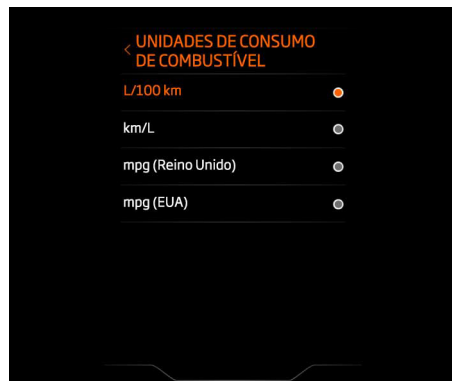 UNIDADES DE CONSUMO
DE COMBUSTÍVEL
L/100 km
km/L
mpg (Reino Unido)
mpg (EUA)